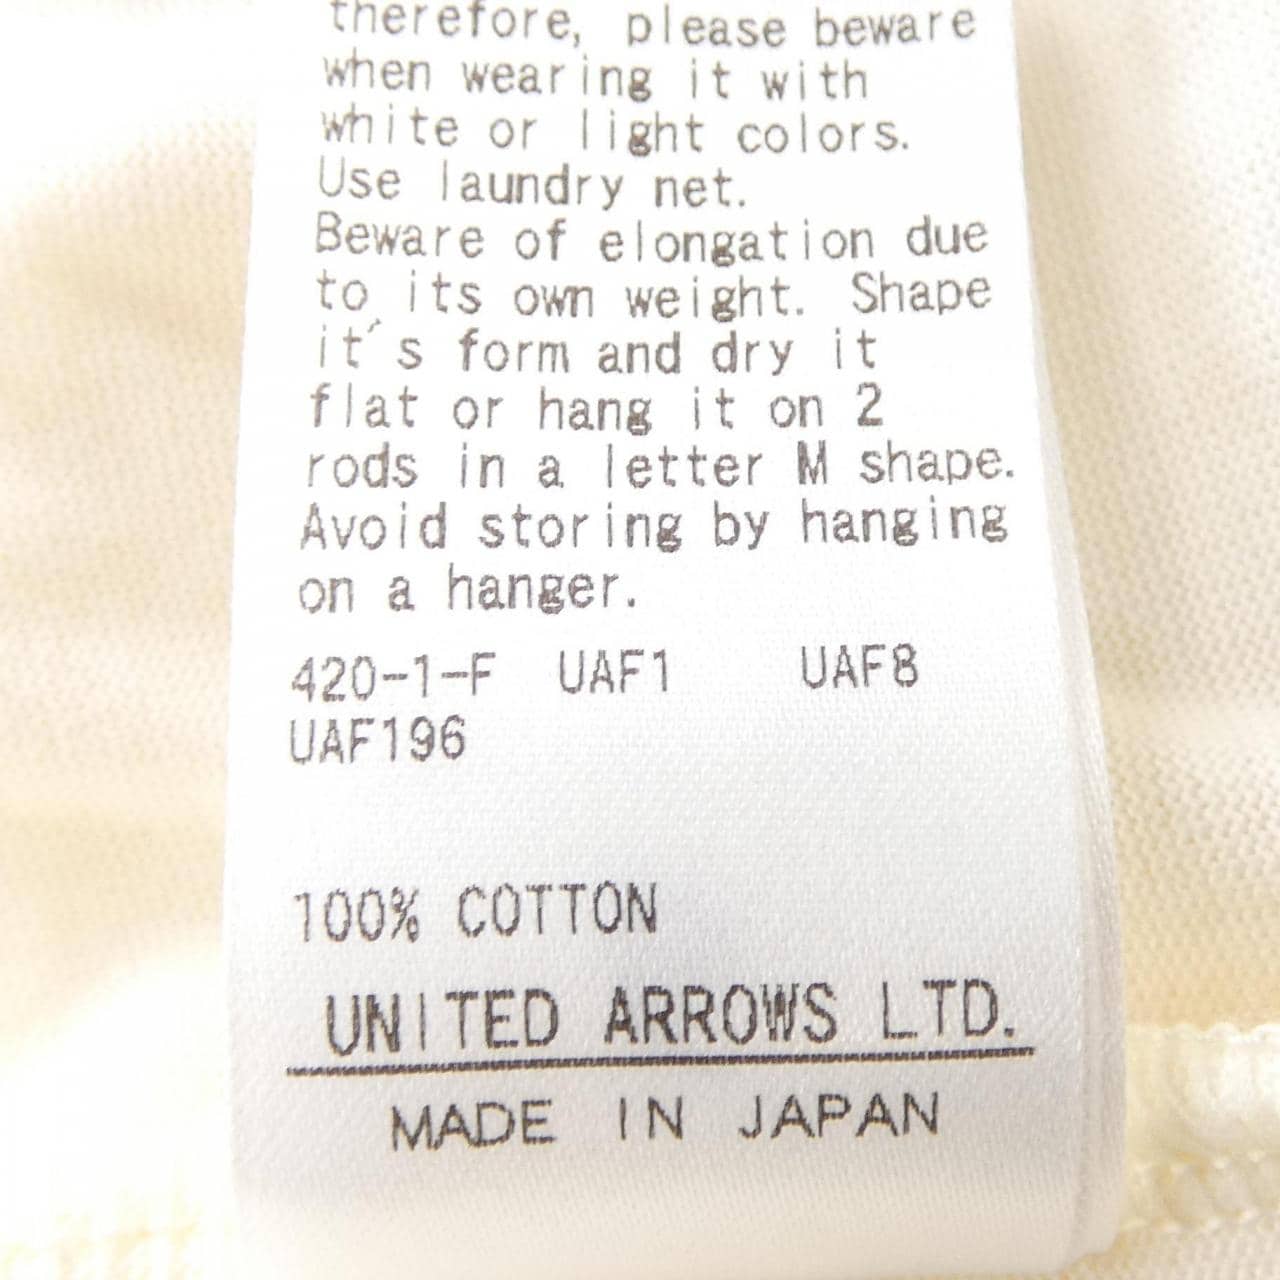 therefore, please beware
when wearing it with
white or light colors.
Use laundry net.
Beware of elongation due
to its own weight. Shape
it's form and dry it
flat or hang it on 2
rods in a letter M shape.
Avoid storing by hanging
on a hanger.
420-1-F UAF1 UAF8
UAF196
100% COTTON
UNITED ARROWS LTD.
MADE IN JAPAN